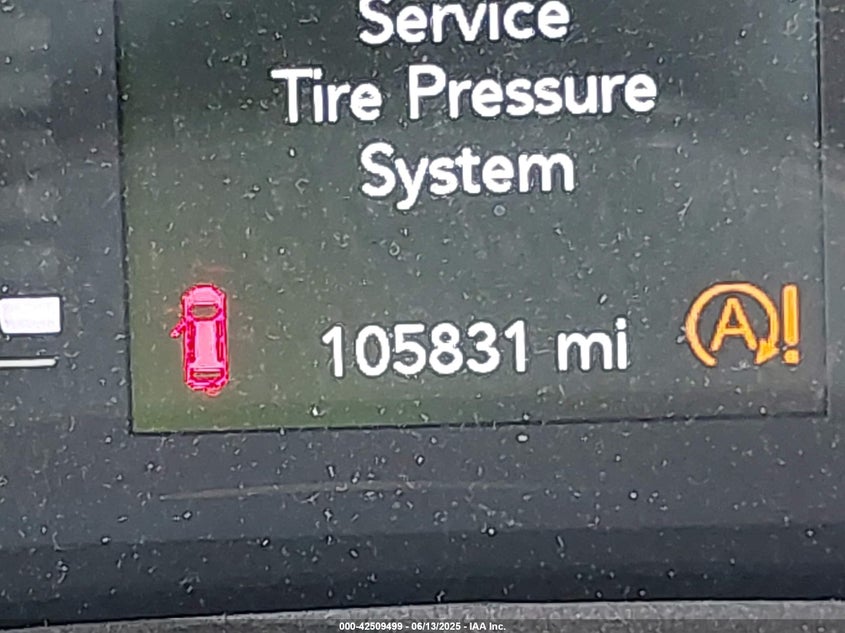 Service
Tire Pressure
System
105831 mi
A!
000-42509499 - 06/13/2025 - IAA Inc.